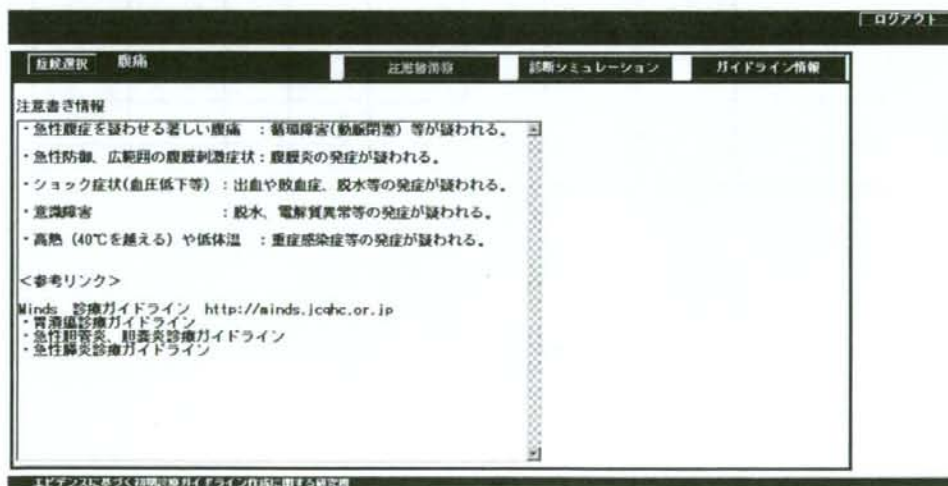 ログアウト
症候選択 腹痛 注意書情報 診断シミュレーション ガイドライン情報
注意書き情報
・急性腹症を疑わせる著しい腹痛 ：循環障害(動脈閉塞) 等が疑われる。
・急性防御、広範囲の腹膜刺激症状：腹膜炎の発症が疑われる。
・ショック症状(血圧低下等) ：出血や敗血症、脱水等の発症が疑われる。
・意識障害 ：脱水、電解質異常等の発症が疑われる。
・高熱 (40℃を越える) や低体温 ：重症感染症等の発症が疑われる。
＜参考リンク＞
Minds 診療ガイドライン http://minds.jcqhc.or.jp
・胃潰瘍診療ガイドライン
・急性胆管炎、胆嚢炎診療ガイドライン
・急性膵炎診療ガイドライン
エビデンスに基づく初期診療ガイドライン作成に関する研究班